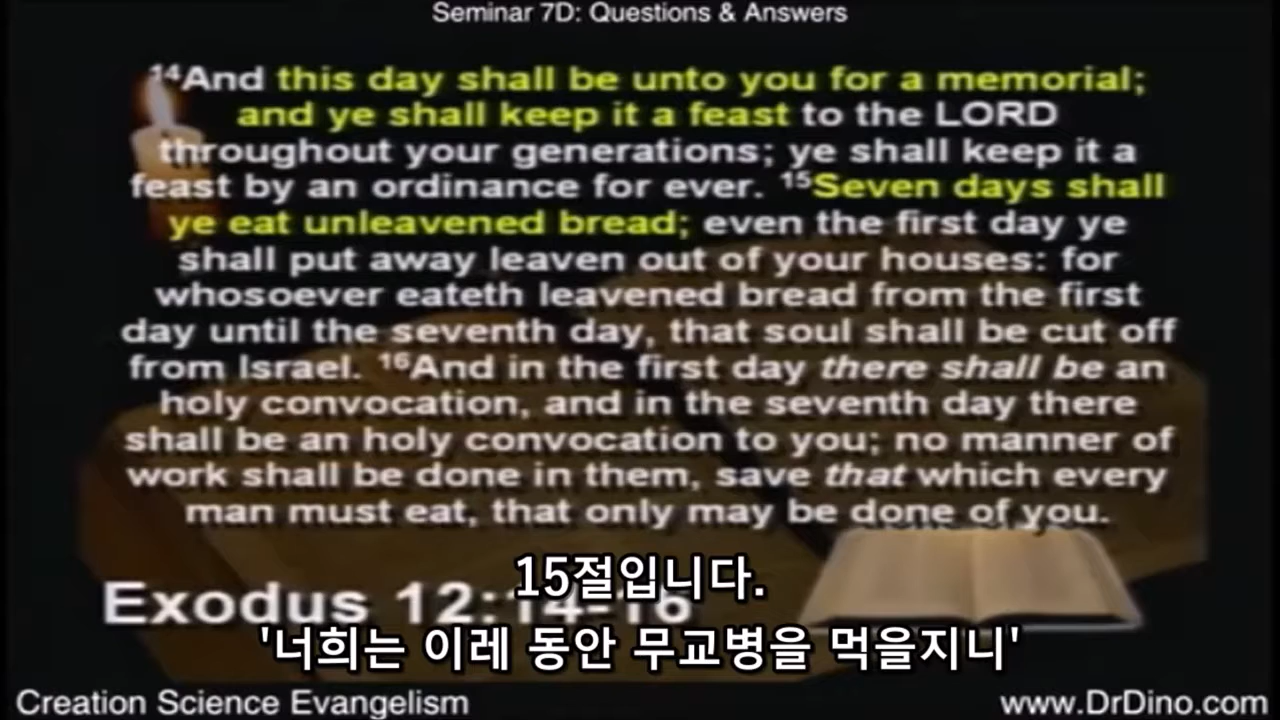 Seminar 7D: Questions & Answers
¹⁴And this day shall be unto you for a memorial;
and ye shall keep it a feast to the LORD
throughout your generations; ye shall keep it a
feast by an ordinance for ever. ¹⁵Seven days shall
ye eat unleavened bread; even the first day ye
shall put away leaven out of your houses: for
whosoever eateth leavened bread from the first
day until the seventh day, that soul shall be cut off
from Israel. ¹⁶And in the first day there shall be an
holy convocation, and in the seventh day there
shall be an holy convocation to you; no manner of
work shall be done in them, save that which every
man must eat, that only may be done of you.
Exodus 12:14-16
15절입니다.
'너희는 이레 동안 무교병을 먹을지니'
Creation Science Evangelism
www.DrDino.com